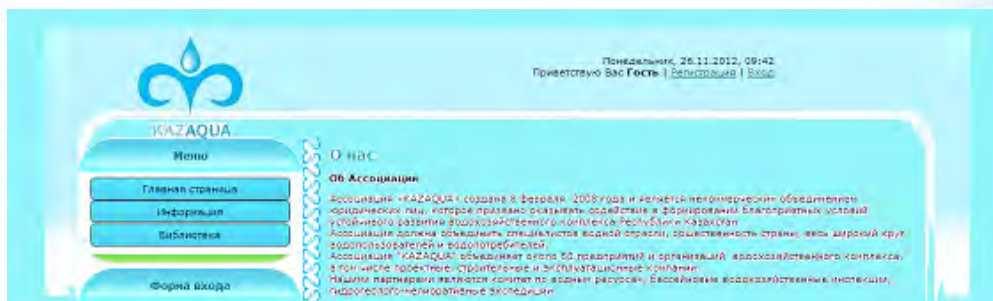 Понедельник, 26.11.2012, 09:42
Приветствую Вас Гость | Регистрация | Вход
KAZAQUA
Меню
Главная страница
Информация
Библиотека
Форма входа
О нас
Об Ассоциации
Ассоциация «KAZAQUA» создана 8 февраля 2008 года и является некоммерческим объединением
юридических лиц, которое призвано оказывать содействие в формировании благоприятных условий
устойчивого развития водохозяйственного комплекса Республики Казахстан
Ассоциация должна объединить специалистов водной отрасли, общественность страны, весь широкий круг
водопользователей и водопотребителей.
Ассоциация "KAZAQUA" объединяет около 60 предприятий и организаций водохозяйственного комплекса,
в том числе проектные, строительные и эксплуатационные компании.
Нашими партнерами являются комитет по водным ресурсам, бассейновые водохозяйственные инспекции,
гидрогеолого-мелиоративные экспедиции